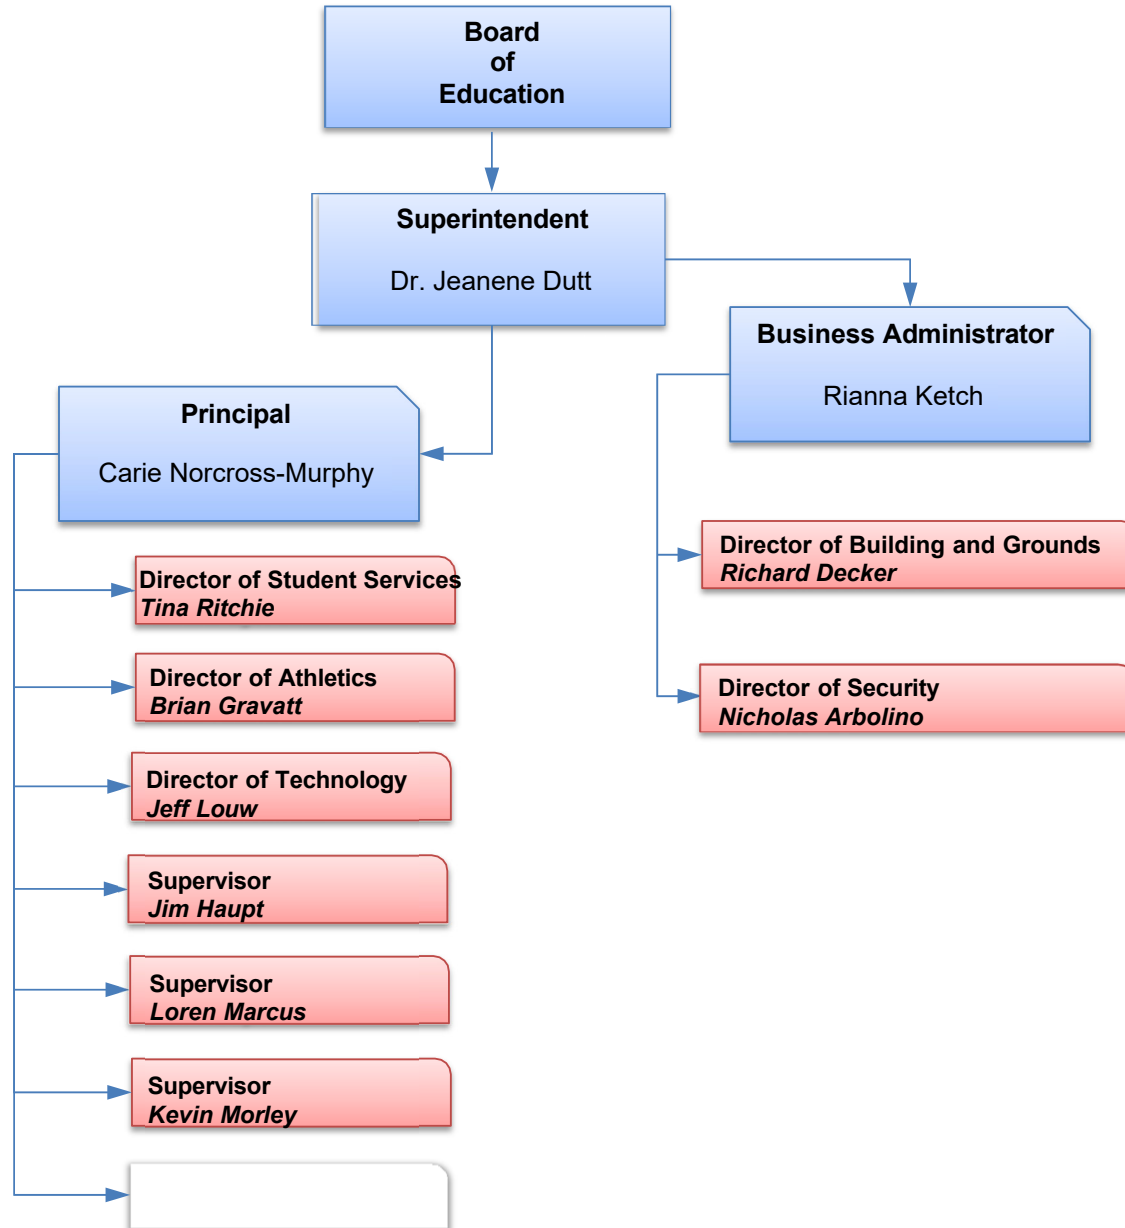 Board
of
Education
Superintendent
Dr. Jeanene Dutt
Business Administrator
Rianna Ketch
Principal
Carie Norcross-Murphy
Director of Building and Grounds
Richard Decker
Director of Student Services
Tina Ritchie
Director of Athletics
Brian Gravatt
Director of Security
Nicholas Arbolino
Director of Technology
Jeff Louw
Supervisor
Jim Haupt
Supervisor
Loren Marcus
Supervisor
Kevin Morley